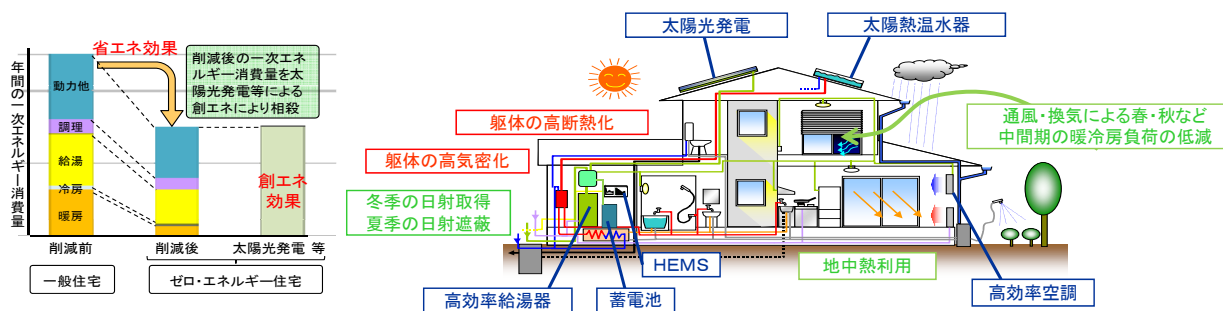 年間の一次エネルギー消費量
省エネ効果
削減後の一次エネ
ルギー消費量を太
陽光発電等による
創エネにより相殺
動力他
調理
給湯
冷房
暖房
創エネ
効果
削減前
削減後
太陽光発電 等
一般住宅
ゼロ・エネルギー住宅
太陽光発電
太陽熱温水器
躯体の高断熱化
躯体の高気密化
冬季の日射取得
夏季の日射遮蔽
通風・換気による春・秋など
中間期の暖冷房負荷の低減
HEMS
地中熱利用
高効率給湯器
蓄電池
高効率空調